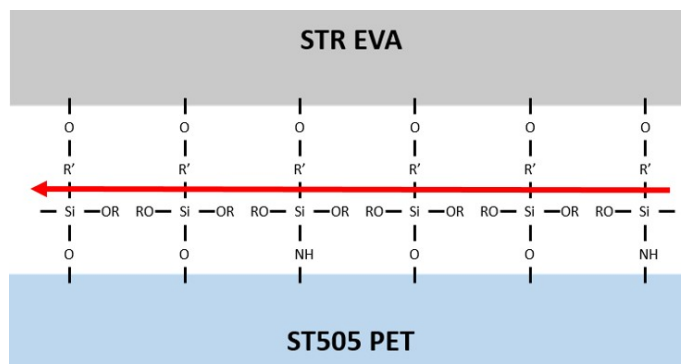 STR EVA
O O O O O O
R’ R’ R’ R’ R’ R’
Si OR RO Si OR RO Si OR RO Si OR RO Si OR RO Si
O O NH O O NH
ST505 PET